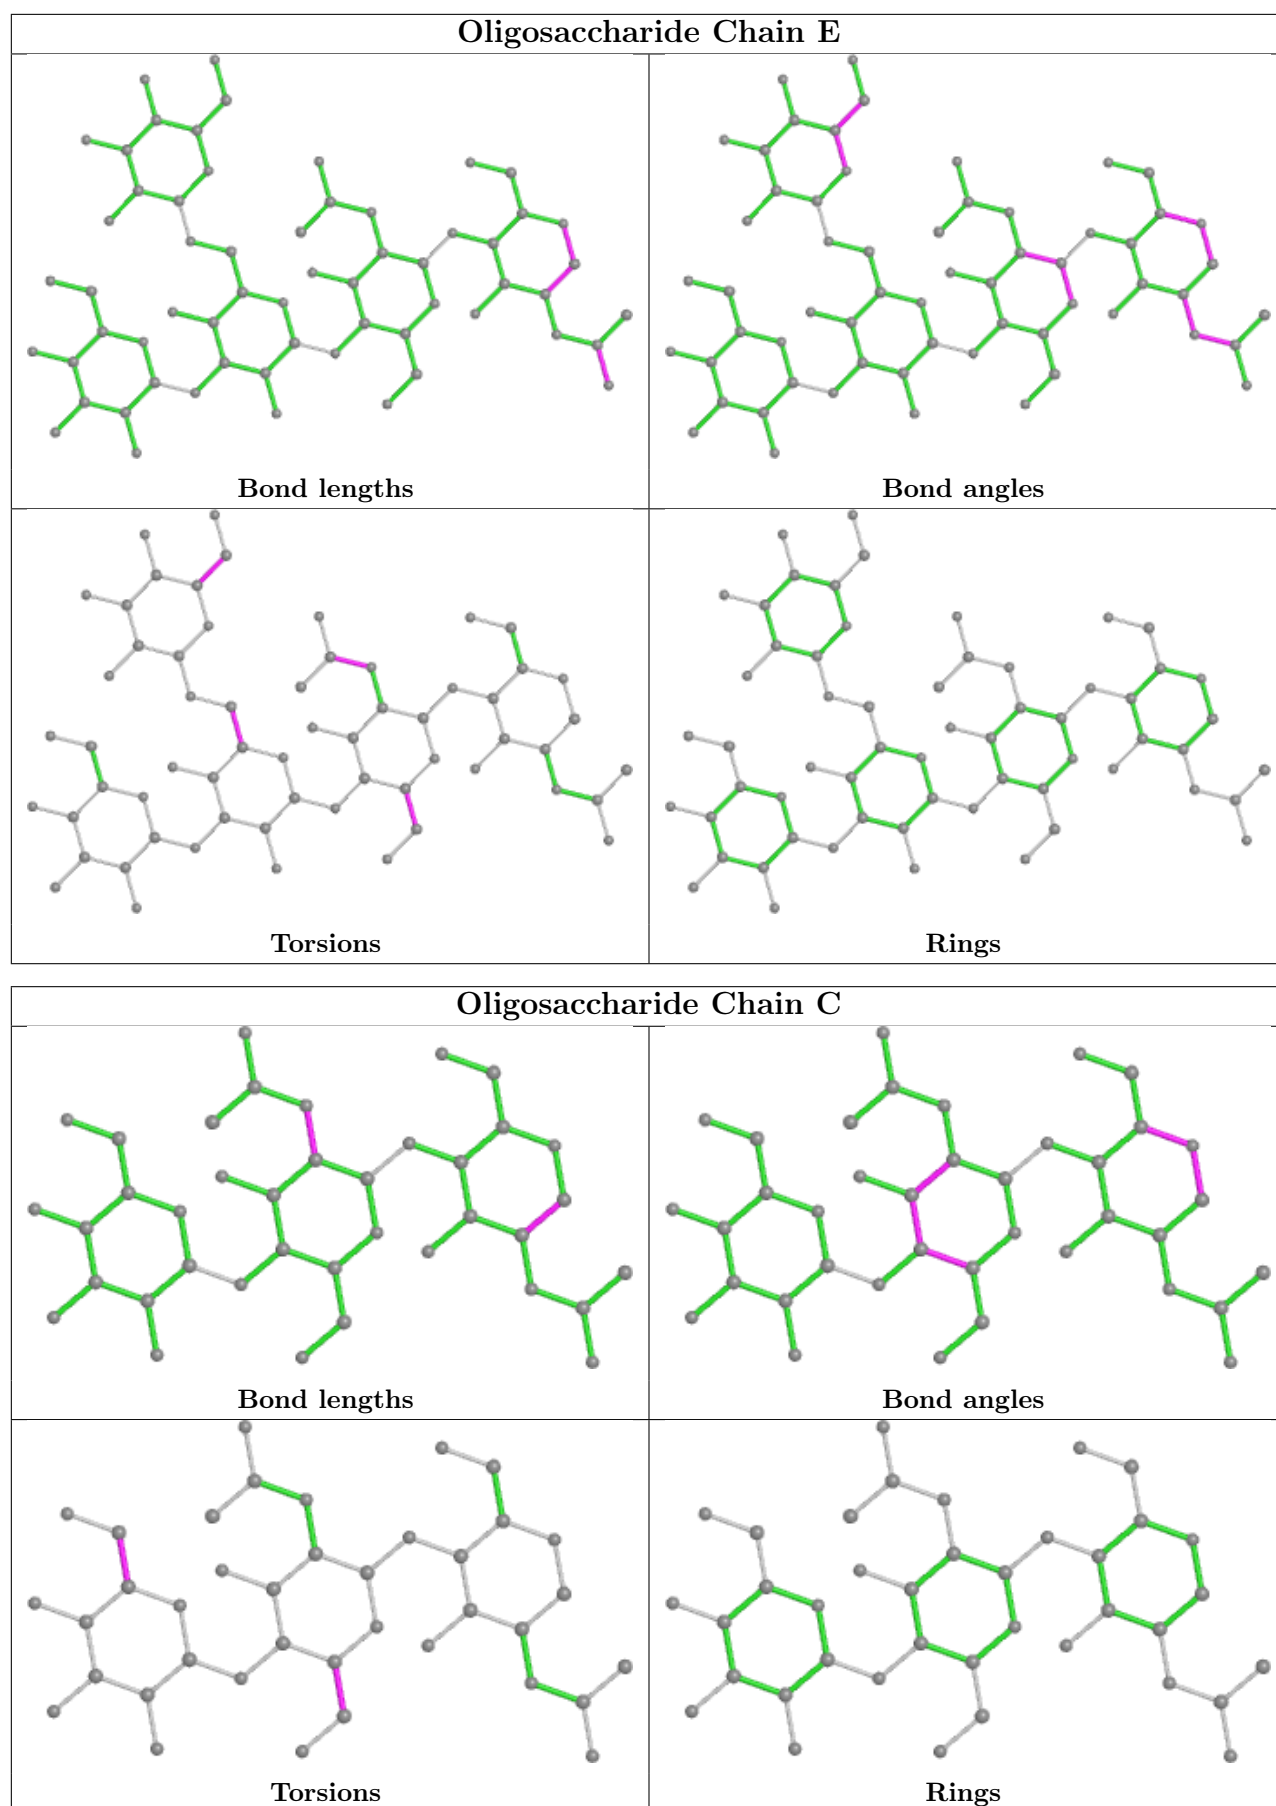 Oligosaccharide Chain E
Bond lengths
Bond angles
Torsions
Rings
Oligosaccharide Chain C
Bond lengths
Bond angles
Torsions
Rings